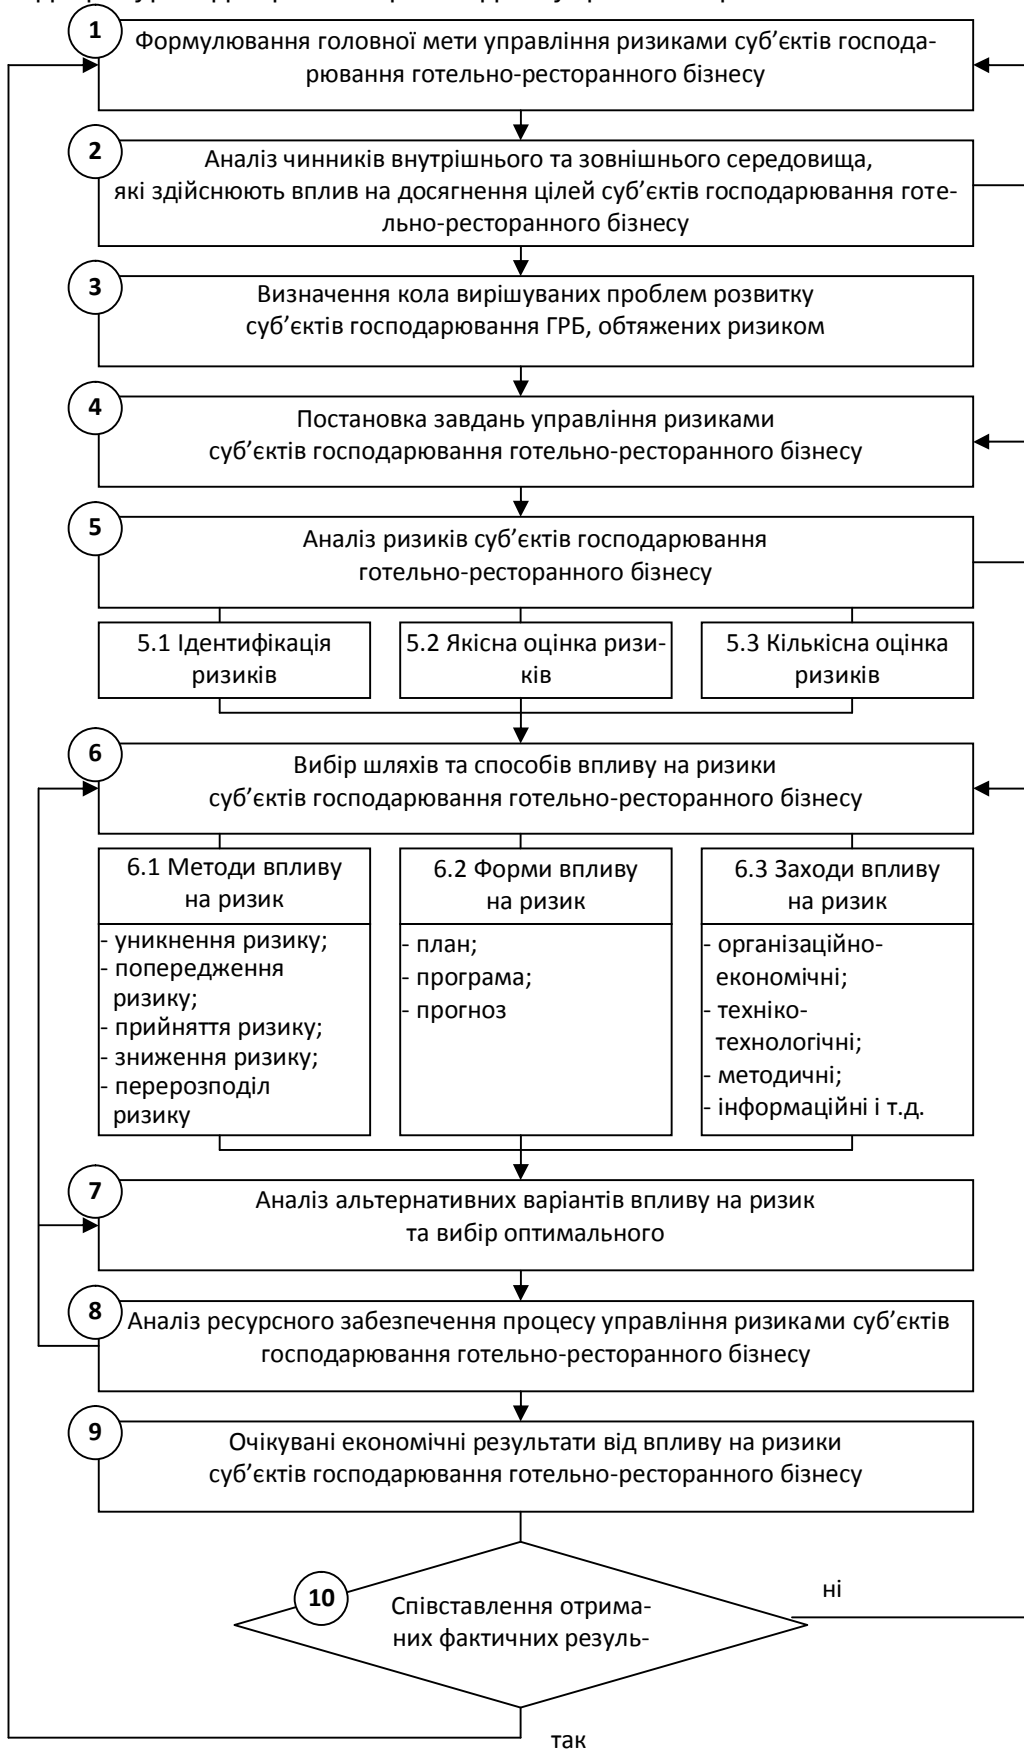 1
Формулювання головної мети управління ризиками суб’єктів господа-
рювання готельно-ресторанного бізнесу
2
Аналіз чинників внутрішнього та зовнішнього середовища,
які здійснюють вплив на досягнення цілей суб’єктів господарювання готе-
льно-ресторанного бізнесу
3
Визначення кола вирішуваних проблем розвитку
суб’єктів господарювання ГРБ, обтяжених ризиком
4
Постановка завдань управління ризиками
суб’єктів господарювання готельно-ресторанного бізнесу
5
Аналіз ризиків суб’єктів господарювання
готельно-ресторанного бізнесу
5.1 Ідентифікація
ризиків
5.2 Якісна оцінка ризи-
ків
5.3 Кількісна оцінка
ризиків
6
Вибір шляхів та способів впливу на ризики
суб’єктів господарювання готельно-ресторанного бізнесу
6.1 Методи впливу
на ризик
- уникнення ризику;
- попередження
ризику;
- прийняття ризику;
- зниження ризику;
- перерозподіл
ризику
6.2 Форми впливу
на ризик
- план;
- програма;
- прогноз
6.3 Заходи впливу
на ризик
- організаційно-
економічні;
- техніко-
технологічні;
- методичні;
- інформаційні і т.д.
7
Аналіз альтернативних варіантів впливу на ризик
та вибір оптимального
8
Аналіз ресурсного забезпечення процесу управління ризиками суб’єктів
господарювання готельно-ресторанного бізнесу
9
Очікувані економічні результати від впливу на ризики
суб’єктів господарювання готельно-ресторанного бізнесу
10
Співставлення отрима-
них фактичних резуль-
ні
так